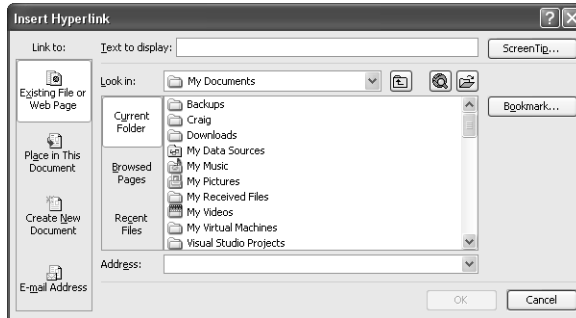 Insert Hyperlink
Link to:
Text to display:
ScreenTip...
Existing File or
Web Page
Look in:
My Documents
Bookmark...
Current
Folder
Backups
Craig
Downloads
My Data Sources
My Music
My Pictures
My Received Files
My Videos
My Virtual Machines
Visual Studio Projects
Place in This
Document
Browsed
Pages
Create New
Document
Recent
Files
E-mail Address
Address:
OK
Cancel